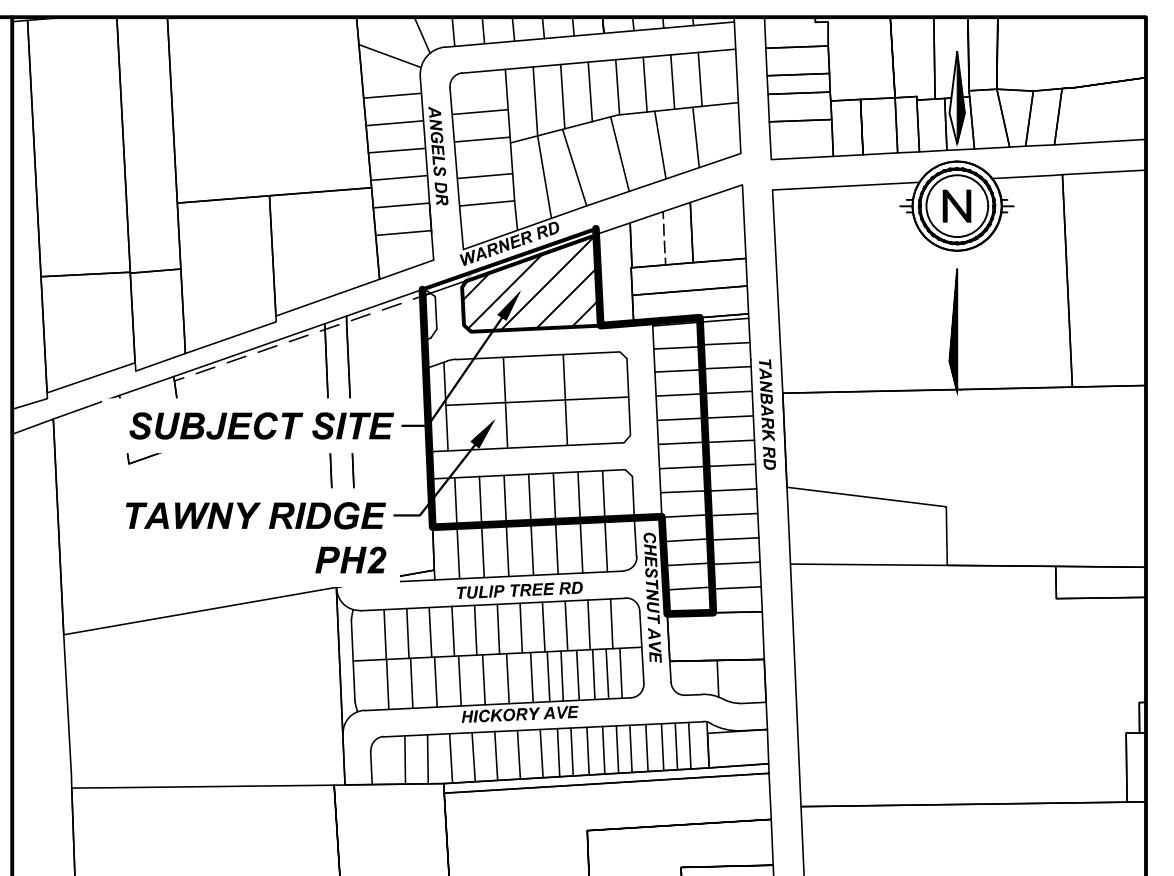 ANGELS DR
WARNER RD
N
SUBJECT SITE
TANBARK RD
TAWNY RIDGE
PH2
CHESTNUT AVE
TULIP TREE RD
HICKORY AVE